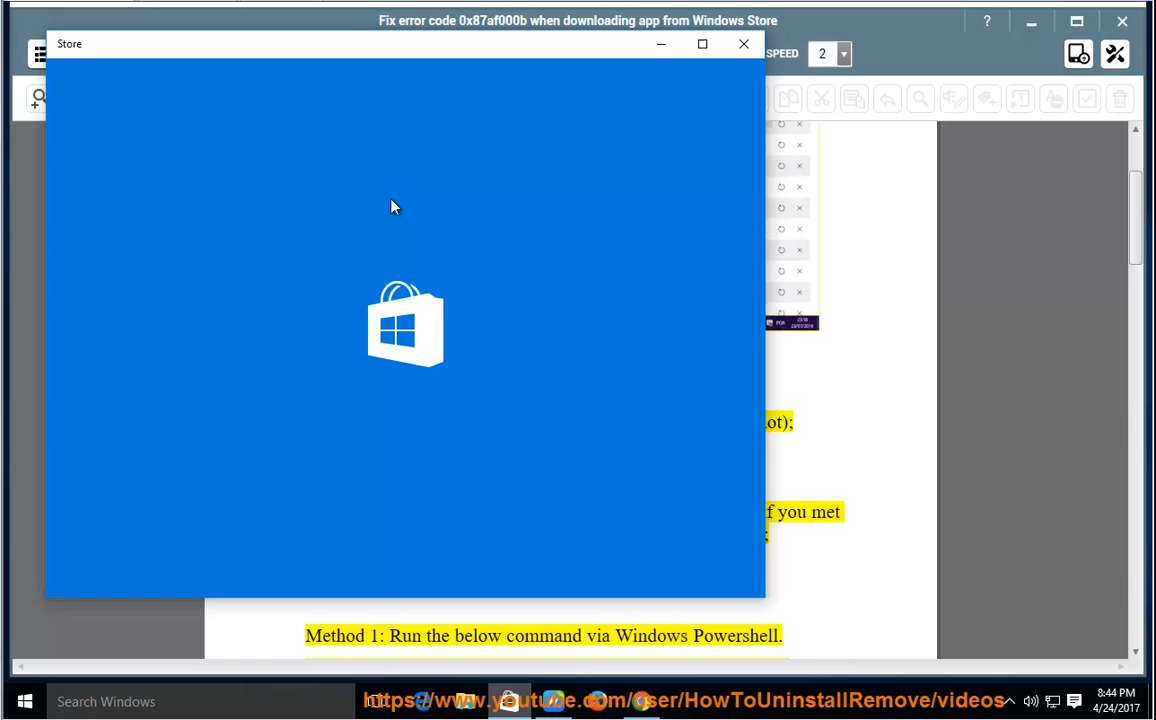 Fix error code 0x87af000b when downloading app from Windows Store
?
Store
SPEED
2
ot);
f you met
;
Method 1: Run the below command via Windows Powershell.
Search Windows
https://www.youtube.com/user/HowToUninstallRemove/videos
8:44 PM
4/24/2017